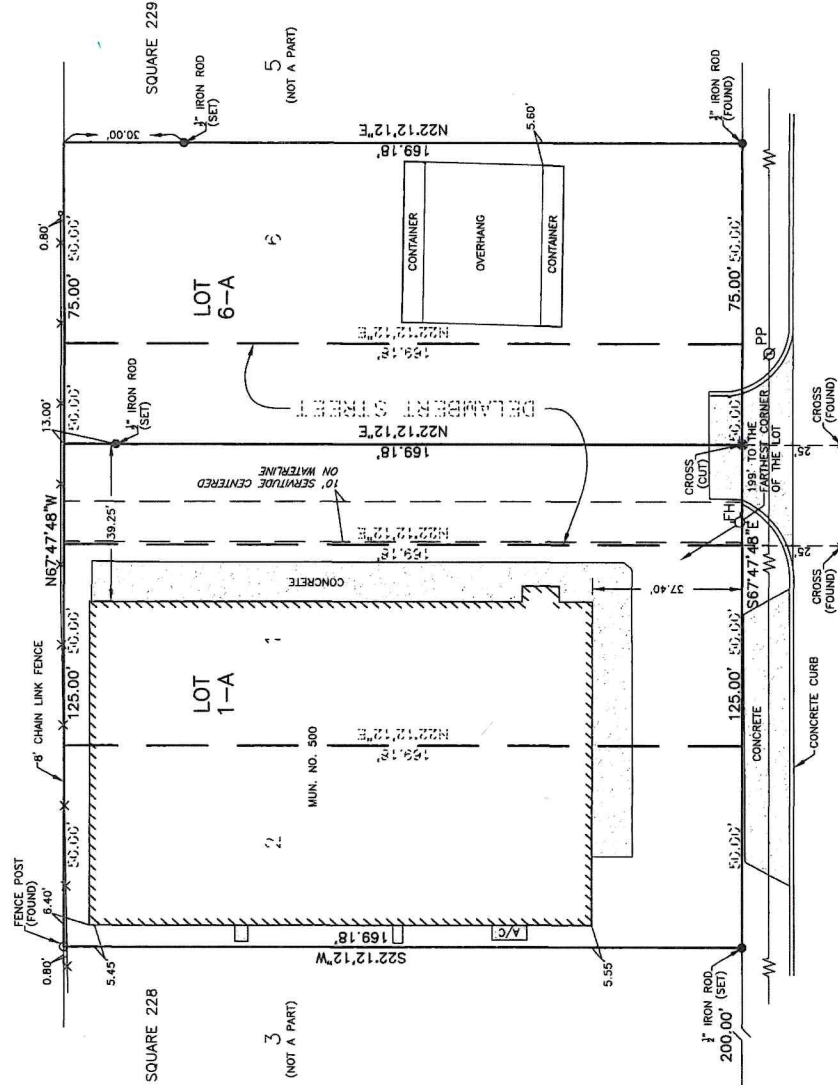 SQUARE 229
5
(NOT A PART)
½" IRON ROD
(SET)
30.00'
N22°12'12"E
169.18'
½" IRON ROD
(FOUND)
5.60'
CONTAINER
OVERHANG
CONTAINER
0.80'
50.00'
75.00'
6
LOT
6-A
N22°12'12"E
169.18'
75.00'
50.00'
PP
13.00'
50.00'
½" IRON ROD
(SET)
DELAMBERT STREET
N22°12'12"E
169.18'
50.00'
CROSS
(CUT)
199' TO THE
FARTHEST CORNER
OF THE LOT
25'
CROSS
(FOUND)
N67°47'48"W
39.25'
10' SERVITUDE CENTERED
ON WATERLINE
N22°12'12"E
169.18'
FH
S67°47'48"E
25'
CROSS
(FOUND)
CONCRETE
37.40'
8' CHAIN LINK FENCE
50.00'
125.00'
1
LOT
1-A
MUN. NO. 500
N22°12'12"E
169.18'
125.00'
50.00'
CONCRETE
CONCRETE CURB
FENCE POST
(FOUND)
6.40'
50.00'
2
50.00'
0.80'
5.45'
A/C
S22°12'12"W
169.18'
5.55'
½" IRON ROD
(SET)
200.00'
SQUARE 228
3
(NOT A PART)